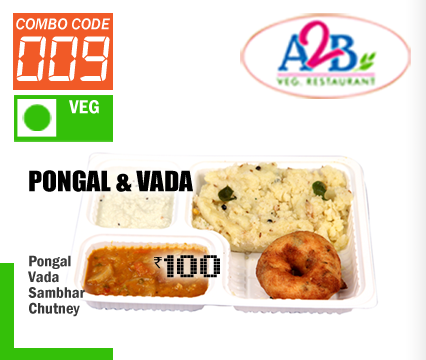 COMBO CODE
009
VEG
A2B
VEG. RESTAURANT
PONGAL & VADA
₹100
Pongal
Vada
Sambhar
Chutney